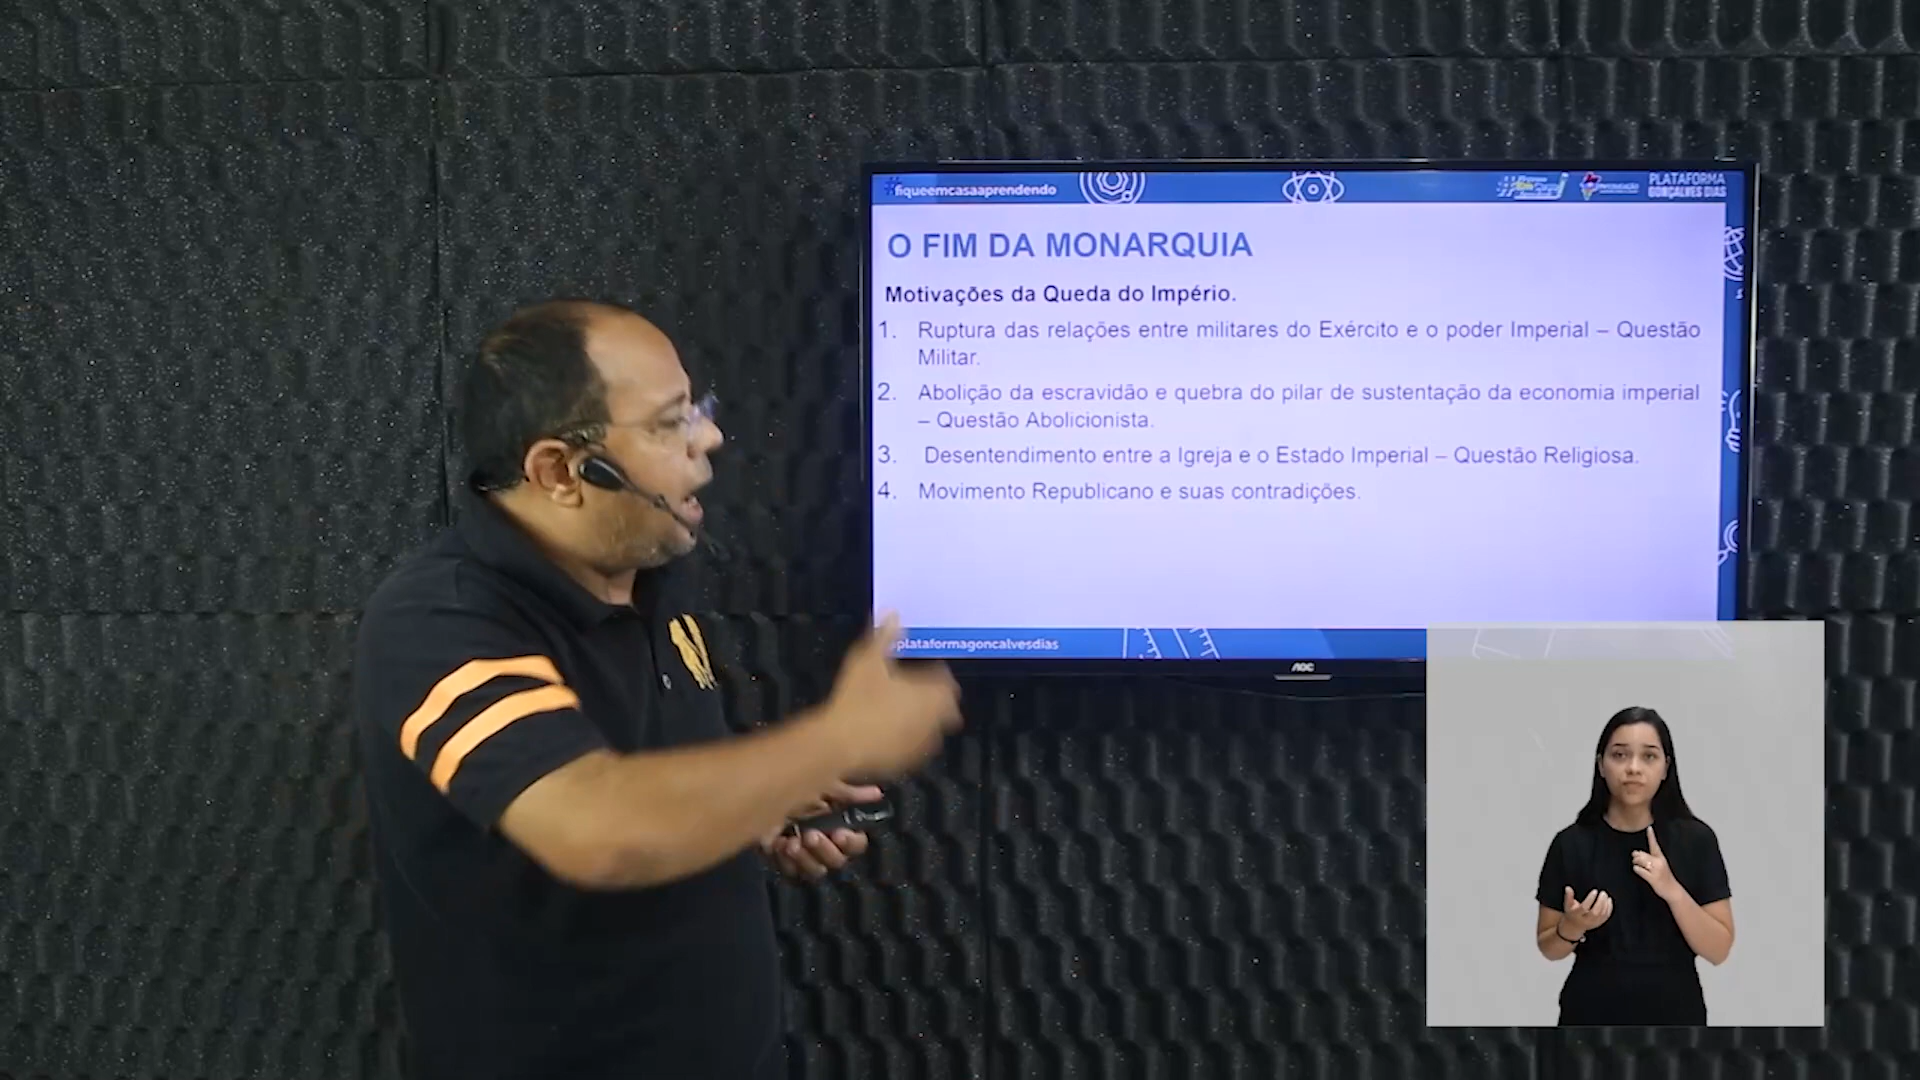 #fiqueemcasaaprendendo
PLATAFORMA
GONÇALVES DIAS
O FIM DA MONARQUIA
Motivações da Queda do Império.
1. Ruptura das relações entre militares do Exército e o poder Imperial – Questão
Militar.
2. Abolição da escravidão e quebra do pilar de sustentação da economia imperial
– Questão Abolicionista.
3. Desentendimento entre a Igreja e o Estado Imperial – Questão Religiosa.
4. Movimento Republicano e suas contradições.
plataformagoncalvesdias
AOC